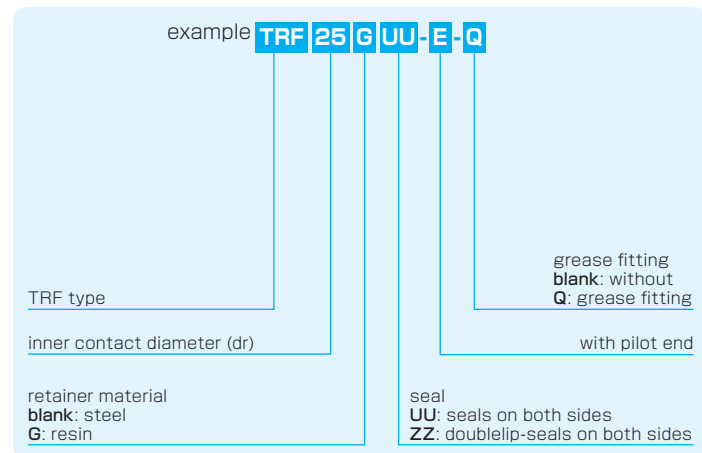 example TRF 25 G UU - E - Q
grease fitting
blank: without
Q: grease fitting
TRF type
inner contact diameter (dr)
with pilot end
retainer material
blank: steel
G: resin
seal
UU: seals on both sides
ZZ: doublelip-seals on both sides